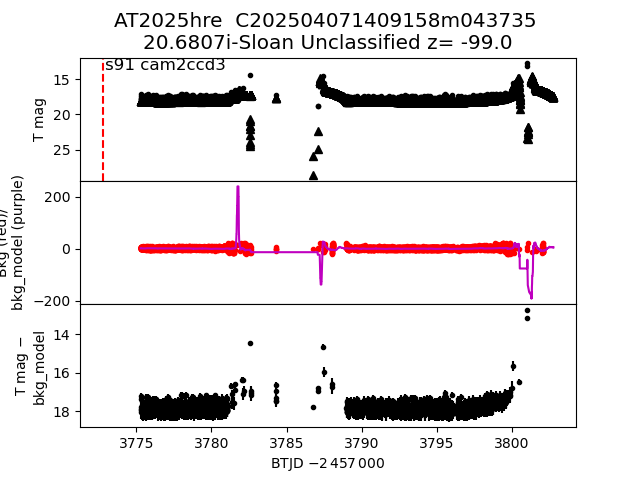 AT2025hre  C202504071409158m043735
20.6807i-Sloan Unclassified z= -99.0
s91 cam2ccd3
T mag
15
20
25
Bkg (red)/
bkg_model (purple)
200
0
−200
T mag −
bkg_model
14
16
18
3775 3780 3785 3790 3795 3800
BTJD −2 457 000